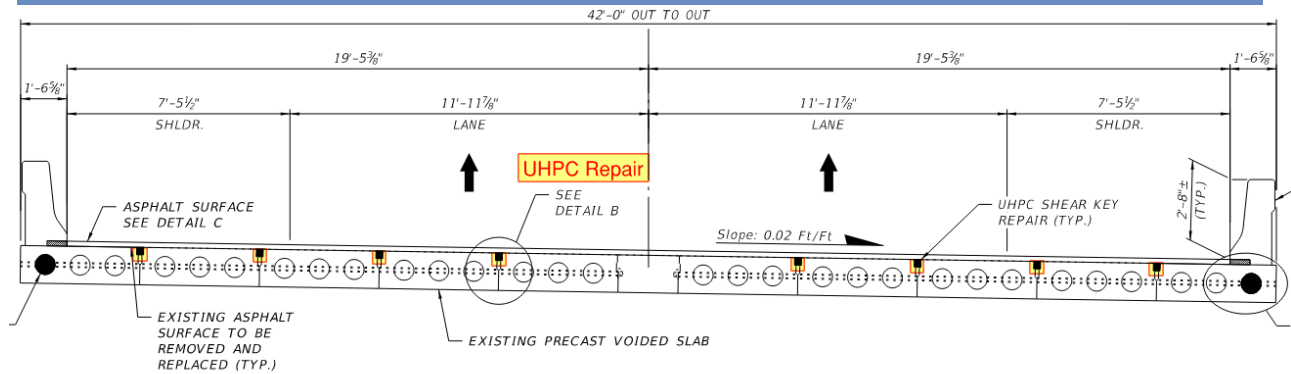 42'-0" OUT TO OUT
19'-5⅜"
19'-5⅜"
1'-6⅝"
1'-6⅝"
7'-5½"
SHLDR.
11'-11⅞"
LANE
11'-11⅞"
LANE
7'-5½"
SHLDR.
UHPC Repair
SEE
DETAIL B
ASPHALT SURFACE
SEE DETAIL C
UHPC SHEAR KEY
REPAIR (TYP.)
2'-8"±
(TYP.)
Slope: 0.02 Ft/Ft
EXISTING ASPHALT
SURFACE TO BE
REMOVED AND
REPLACED (TYP.)
EXISTING PRECAST VOIDED SLAB